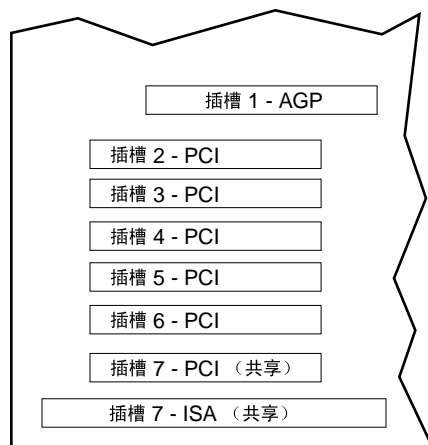 插槽 1 - AGP
插槽 2 - PCI
插槽 3 - PCI
插槽 4 - PCI
插槽 5 - PCI
插槽 6 - PCI
插槽 7 - PCI （共享）
插槽 7 - ISA （共享）